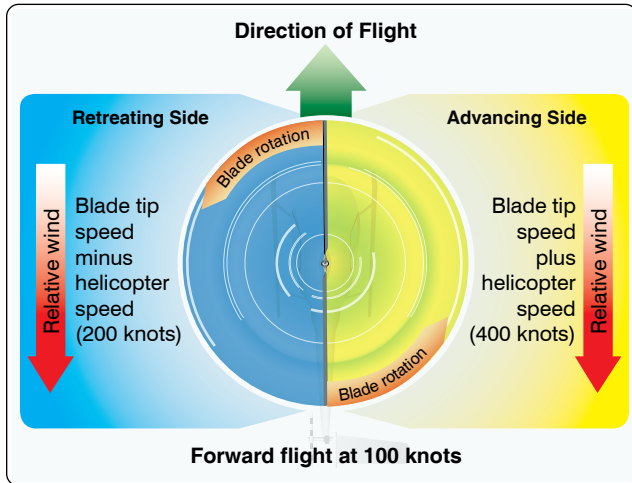 Direction of Flight
Retreating Side
Advancing Side
Blade rotation
Relative wind
Blade tip
speed
minus
helicopter
speed
(200 knots)
Blade tip
speed
plus
helicopter
speed
(400 knots)
Relative wind
Blade rotation
Forward flight at 100 knots